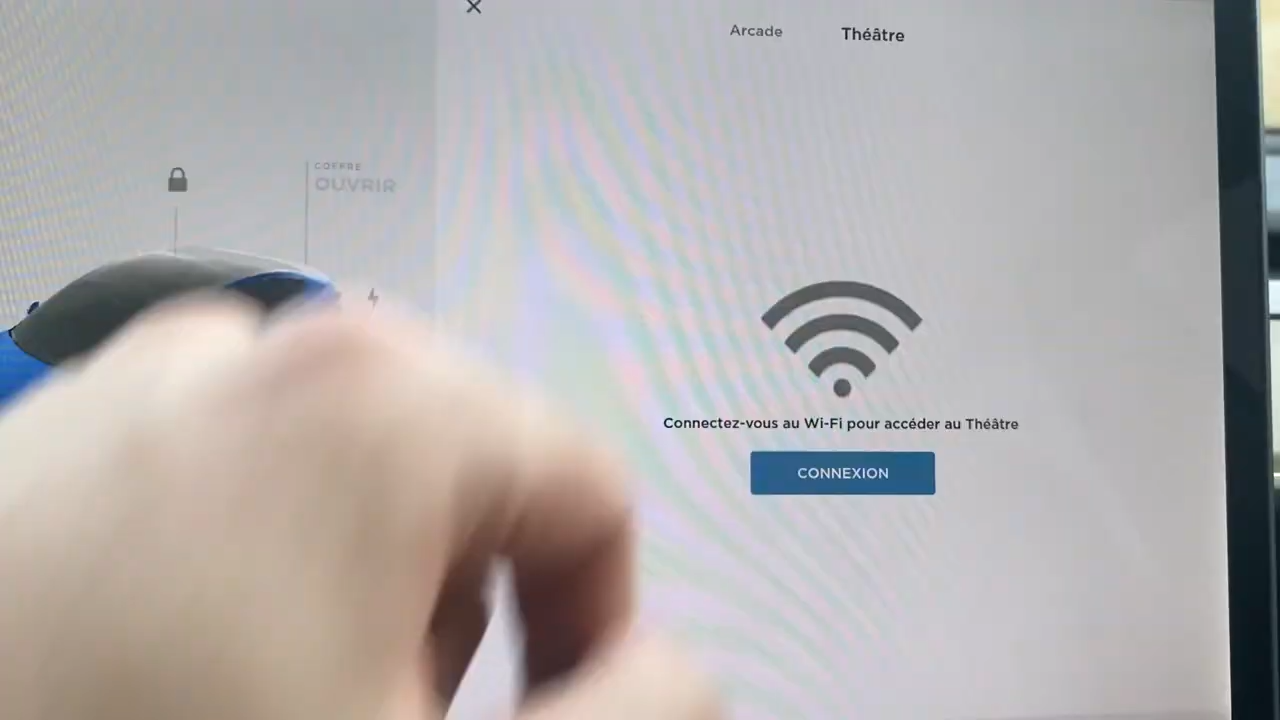 Arcade
Théâtre
COFFRE
OUVRIR
Connectez-vous au Wi-Fi pour accéder au Théâtre
CONNEXION